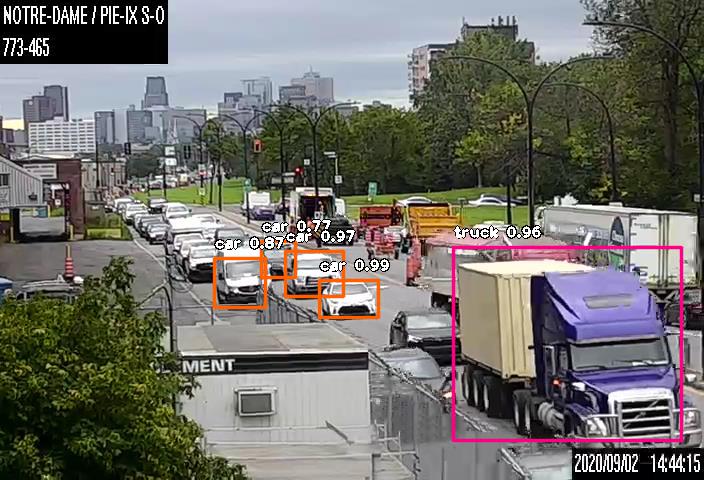 NOTRE-DAME / PIE-IX S-O
773-465
car 0.77
car 0.87
car 0.97
car 0.99
truck 0.96
MENT
2020/09/02 14:44:15